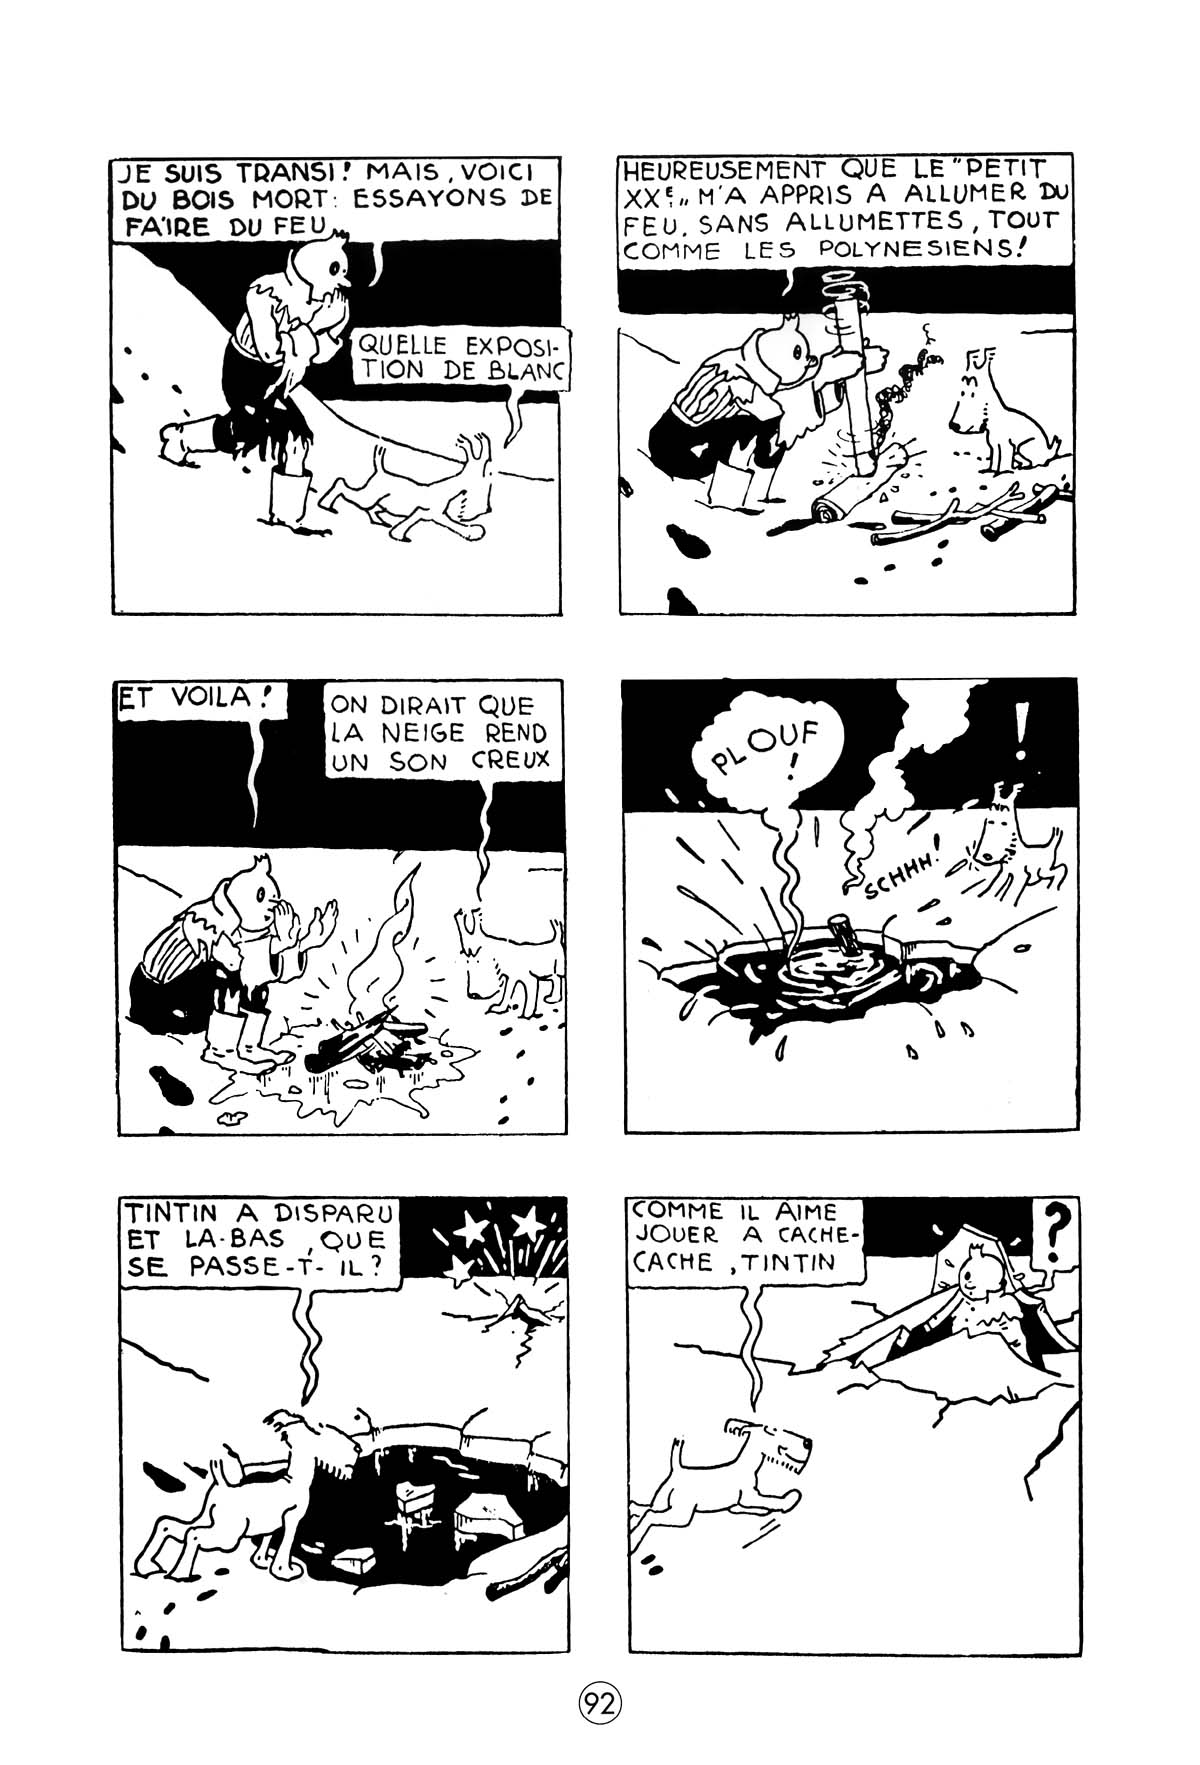 JE SUIS TRANSI! MAIS, VOICI
DU BOIS MORT: ESSAYONS DE
FAIRE DU FEU
QUELLE EXPOSI-
TION DE BLANC
HEUREUSEMENT QUE LE "PETIT
XXE" M'A APPRIS A ALLUMER DU
FEU, SANS ALLUMETTES, TOUT
COMME LES POLYNESIENS!
ET VOILA!
ON DIRAIT QUE
LA NEIGE REND
UN SON CREUX
PLOUF
!
!
SCHHH!
TINTIN A DISPARU
ET LA-BAS, QUE
SE PASSE-T-IL?
COMME IL AIME
JOUER A CACHE-
CACHE, TINTIN
?
92